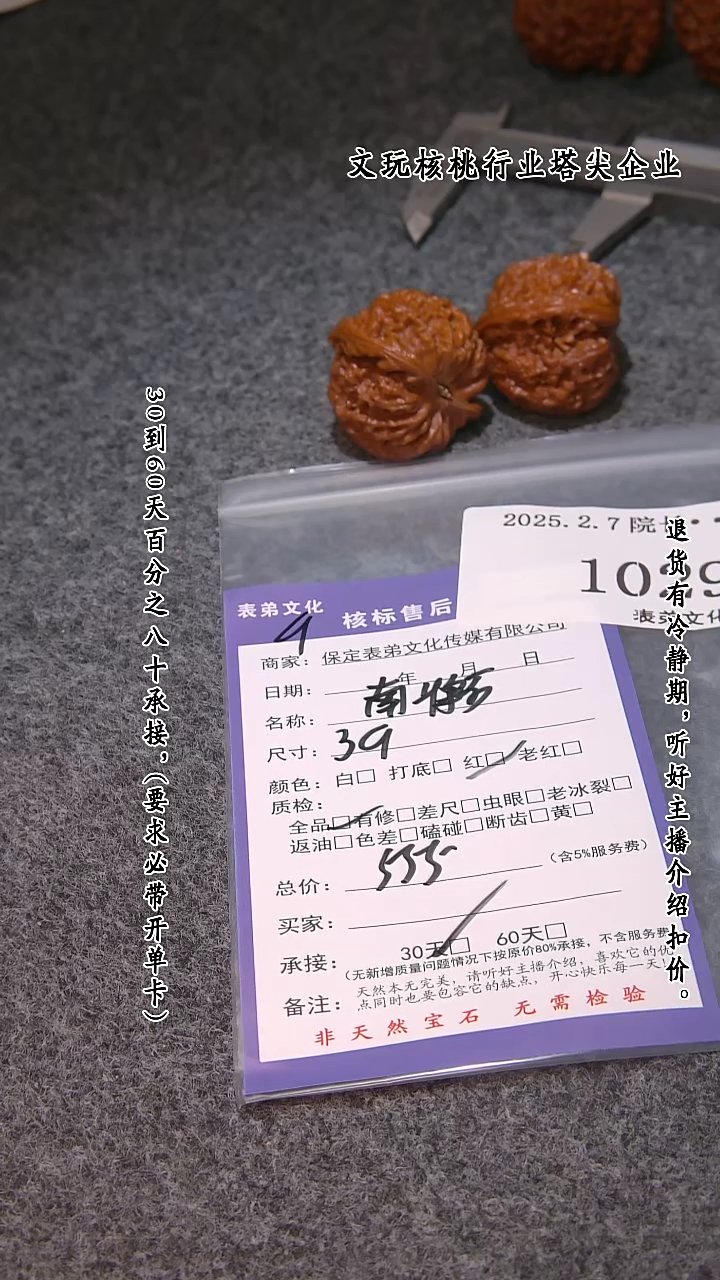 文玩核桃行业塔尖企业
30到60天百分之八十承接，（要求必带开单卡）
退货有冷静期，听好主播介绍扣价。
2025.2.7 院
1029
表弟文化
表弟文化 核标售后
9
商家：保定表弟文化传媒有限公司
日期： 年 月 日
名称：南
尺寸：39
颜色：白□ 打底□ 红□ 老红□
质检：
全品□有修□差尺□虫眼□老冰裂□
返油□色差□磕碰□断齿□黄□
总价：555 (含5%服务费)
买家：
承接： 30天□ 60天□
(无新增质量问题情况下按原价80%承接，不含服务费
备注：天然本无完美，请听好主播介绍，喜欢它的优
点同时也要包容它的缺点，开心快乐每一天！
非天然宝石 无需检验